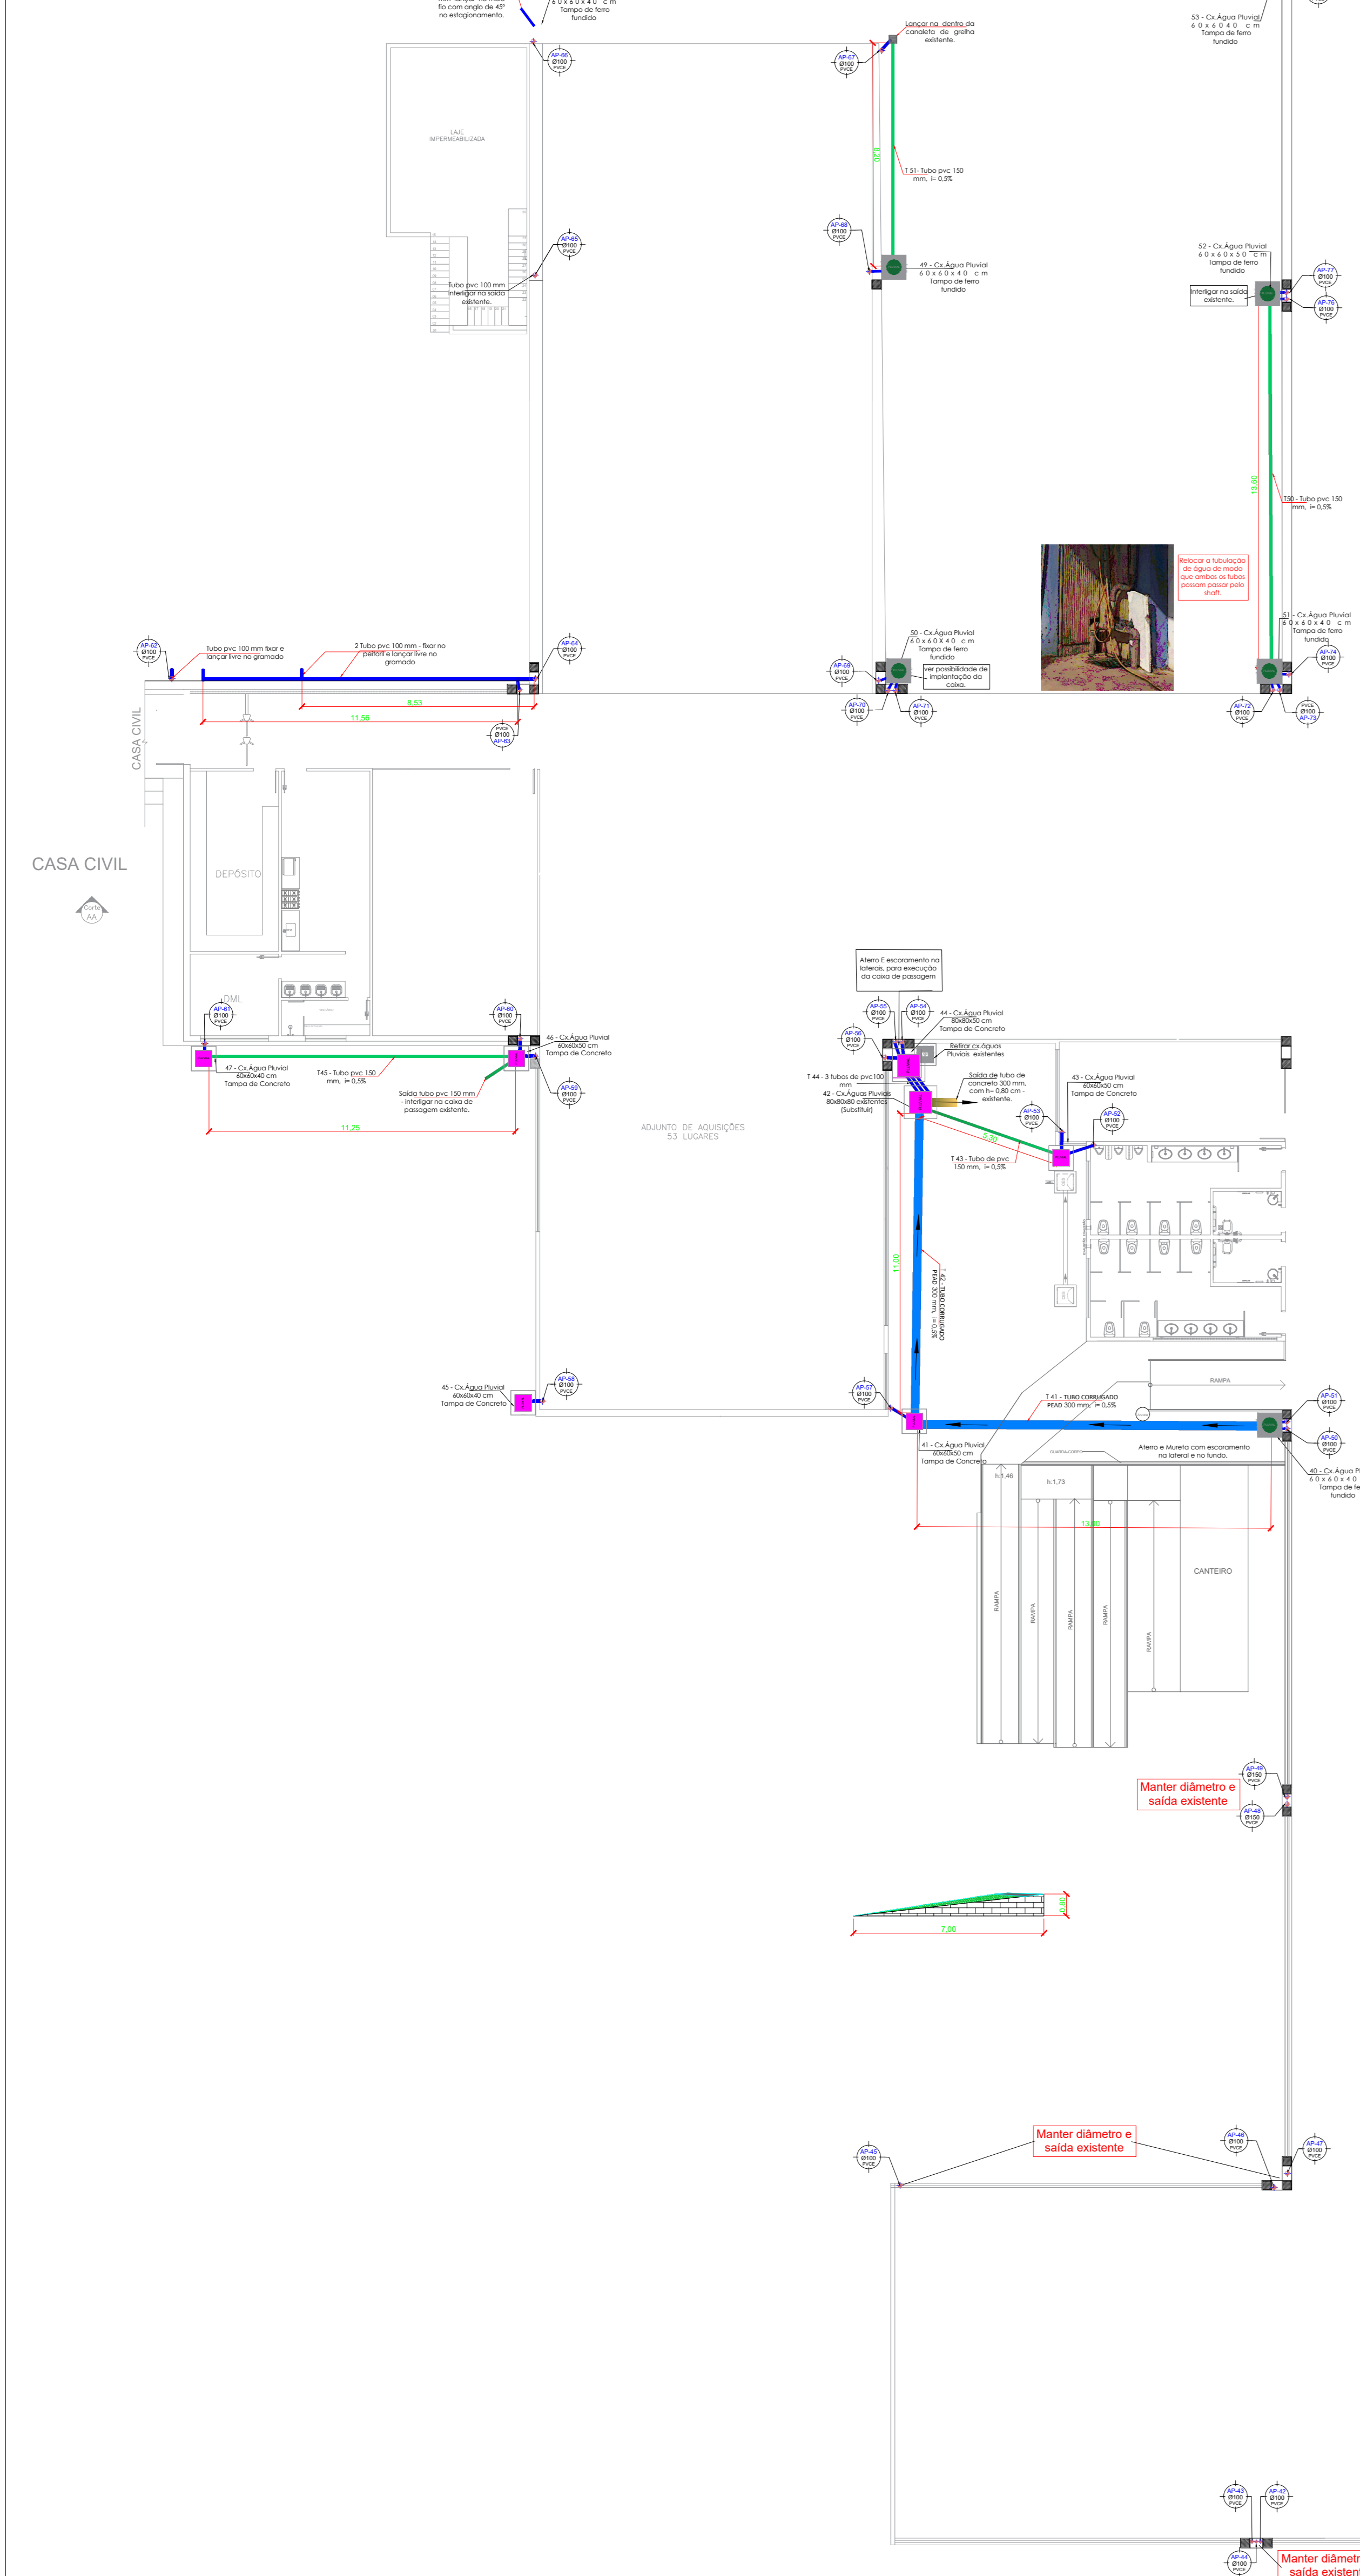 fio com anglo de 45°
no estagionamento.
60x60x40 cm
Tampa de ferro
fundido
AP-66
Ø100
PVCE
LAJE
IMPERMEABILIZADA
AP-65
Ø100
PVCE
Tubo pvc 100 mm
interligar na saída
existente.
Lançar na dentro da
canaleta de grelha
existente.
AP-67
Ø100
PVCE
8,20
T 51- Tubo pvc 150
mm, i= 0,5%
AP-68
Ø100
PVCE
49 - Cx.Água Pluvial
60x60x40 cm
Tampa de ferro
fundido
53 - Cx.Água Pluvial
60x6040 cm
Tampa de ferro
fundido
52 - Cx.Água Pluvial
60x60x50 cm
Tampa de ferro
fundido
Interligar na saída
existente.
AP-77
Ø100
PVCE
AP-76
Ø100
PVCE
13,60
T50 - Tubo pvc 150
mm, i= 0,5%
Relocar a tubulação
de água de modo
que ambos os tubos
possam passar pelo
shaft.
51 - Cx.Água Pluvial
60x60x40 cm
Tampa de ferro
fundido
AP-74
Ø100
PVCE
AP-72
Ø100
PVCE
PVCE
Ø100
AP-73
50 - Cx.Água Pluvial
60x60X40 cm
Tampa de ferro
fundido
ver possibilidade de
implantação da
caixa.
AP-69
Ø100
PVCE
AP-70
Ø100
PVCE
AP-71
Ø100
PVCE
AP-62
Ø100
PVCE
Tubo pvc 100 mm fixar e
lançar livre no gramado
2 Tubo pvc 100 mm - fixar no
peitoril e lançar livre no
gramado
AP-64
Ø100
PVCE
8,53
11,56
PVCE
Ø100
AP-63
CASA CIVIL
CASA CIVIL
Corte
AA
DEPÓSITO
DML
AP-61
Ø100
PVCE
AP-60
Ø100
PVCE
46 - Cx.Água Pluvial
60x60x50 cm
Tampa de Concreto
47 - Cx.Água Pluvial
60x60x40 cm
Tampa de Concreto
T45 - Tubo pvc 150
mm, i= 0,5%
Saída tubo pvc 150 mm
- interligar na caixa de
passagem existente.
AP-59
Ø100
PVCE
11,25
ADJUNTO DE AQUISIÇÕES
53 LUGARES
Aterro E escoramento na
laterais, para execução
da caixa de passagem
AP-55
Ø100
PVCE
AP-54
Ø100
PVCE
AP-56
Ø100
PVCE
44 - Cx.Água Pluvial
80x80x50 cm
Tampa de Concreto
Retirar cx.águas
Pluviais existentes
T 44 - 3 tubos de pvc100
mm
42 - Cx.Águas Pluviais
80x80x80 existentes
(Substituir)
Saída de tubo de
concreto 300 mm,
com h= 0,80 cm -
existente.
43 - Cx.Água Pluvial
60x60x50 cm
Tampa de Concreto
AP-53
Ø100
PVCE
AP-52
Ø100
PVCE
5,30
T 43 - Tubo de pvc
150 mm, i= 0,5%
11,00
T 42 - TUBO CORRUGADO
PEAD 300 mm, i= 0,5%
45 - Cx.Água Pluvial
60x60x40 cm
Tampa de Concreto
AP-58
Ø100
PVCE
AP-57
Ø100
PVCE
RAMPA
T 41 - TUBO CORRUGADO
PEAD 300 mm, i= 0,5%
AP-51
Ø100
PVCE
AP-50
Ø100
PVCE
41 - Cx.Água Pluvial
60x60x50 cm
Tampa de Concreto
GUARDA-CORPO
Aterro e Mureta com escoramento
na lateral e no fundo.
40 - Cx.Água Pl
60x60x40
Tampa de fe
fundido
h:1,46
h:1,73
13,00
CANTEIRO
RAMPA
RAMPA
RAMPA
RAMPA
RAMPA
AP-49
Ø150
PVCE
Manter diâmetro e
saída existente
AP-48
Ø150
PVCE
0,80
7,00
Manter diâmetro e
saída existente
AP-45
Ø100
PVCE
AP-46
Ø100
PVCE
AP-47
Ø100
PVCE
AP-43
Ø100
PVCE
AP-42
Ø100
PVCE
AP-44
Ø100
PVCE
Manter diâmetr
saída existent